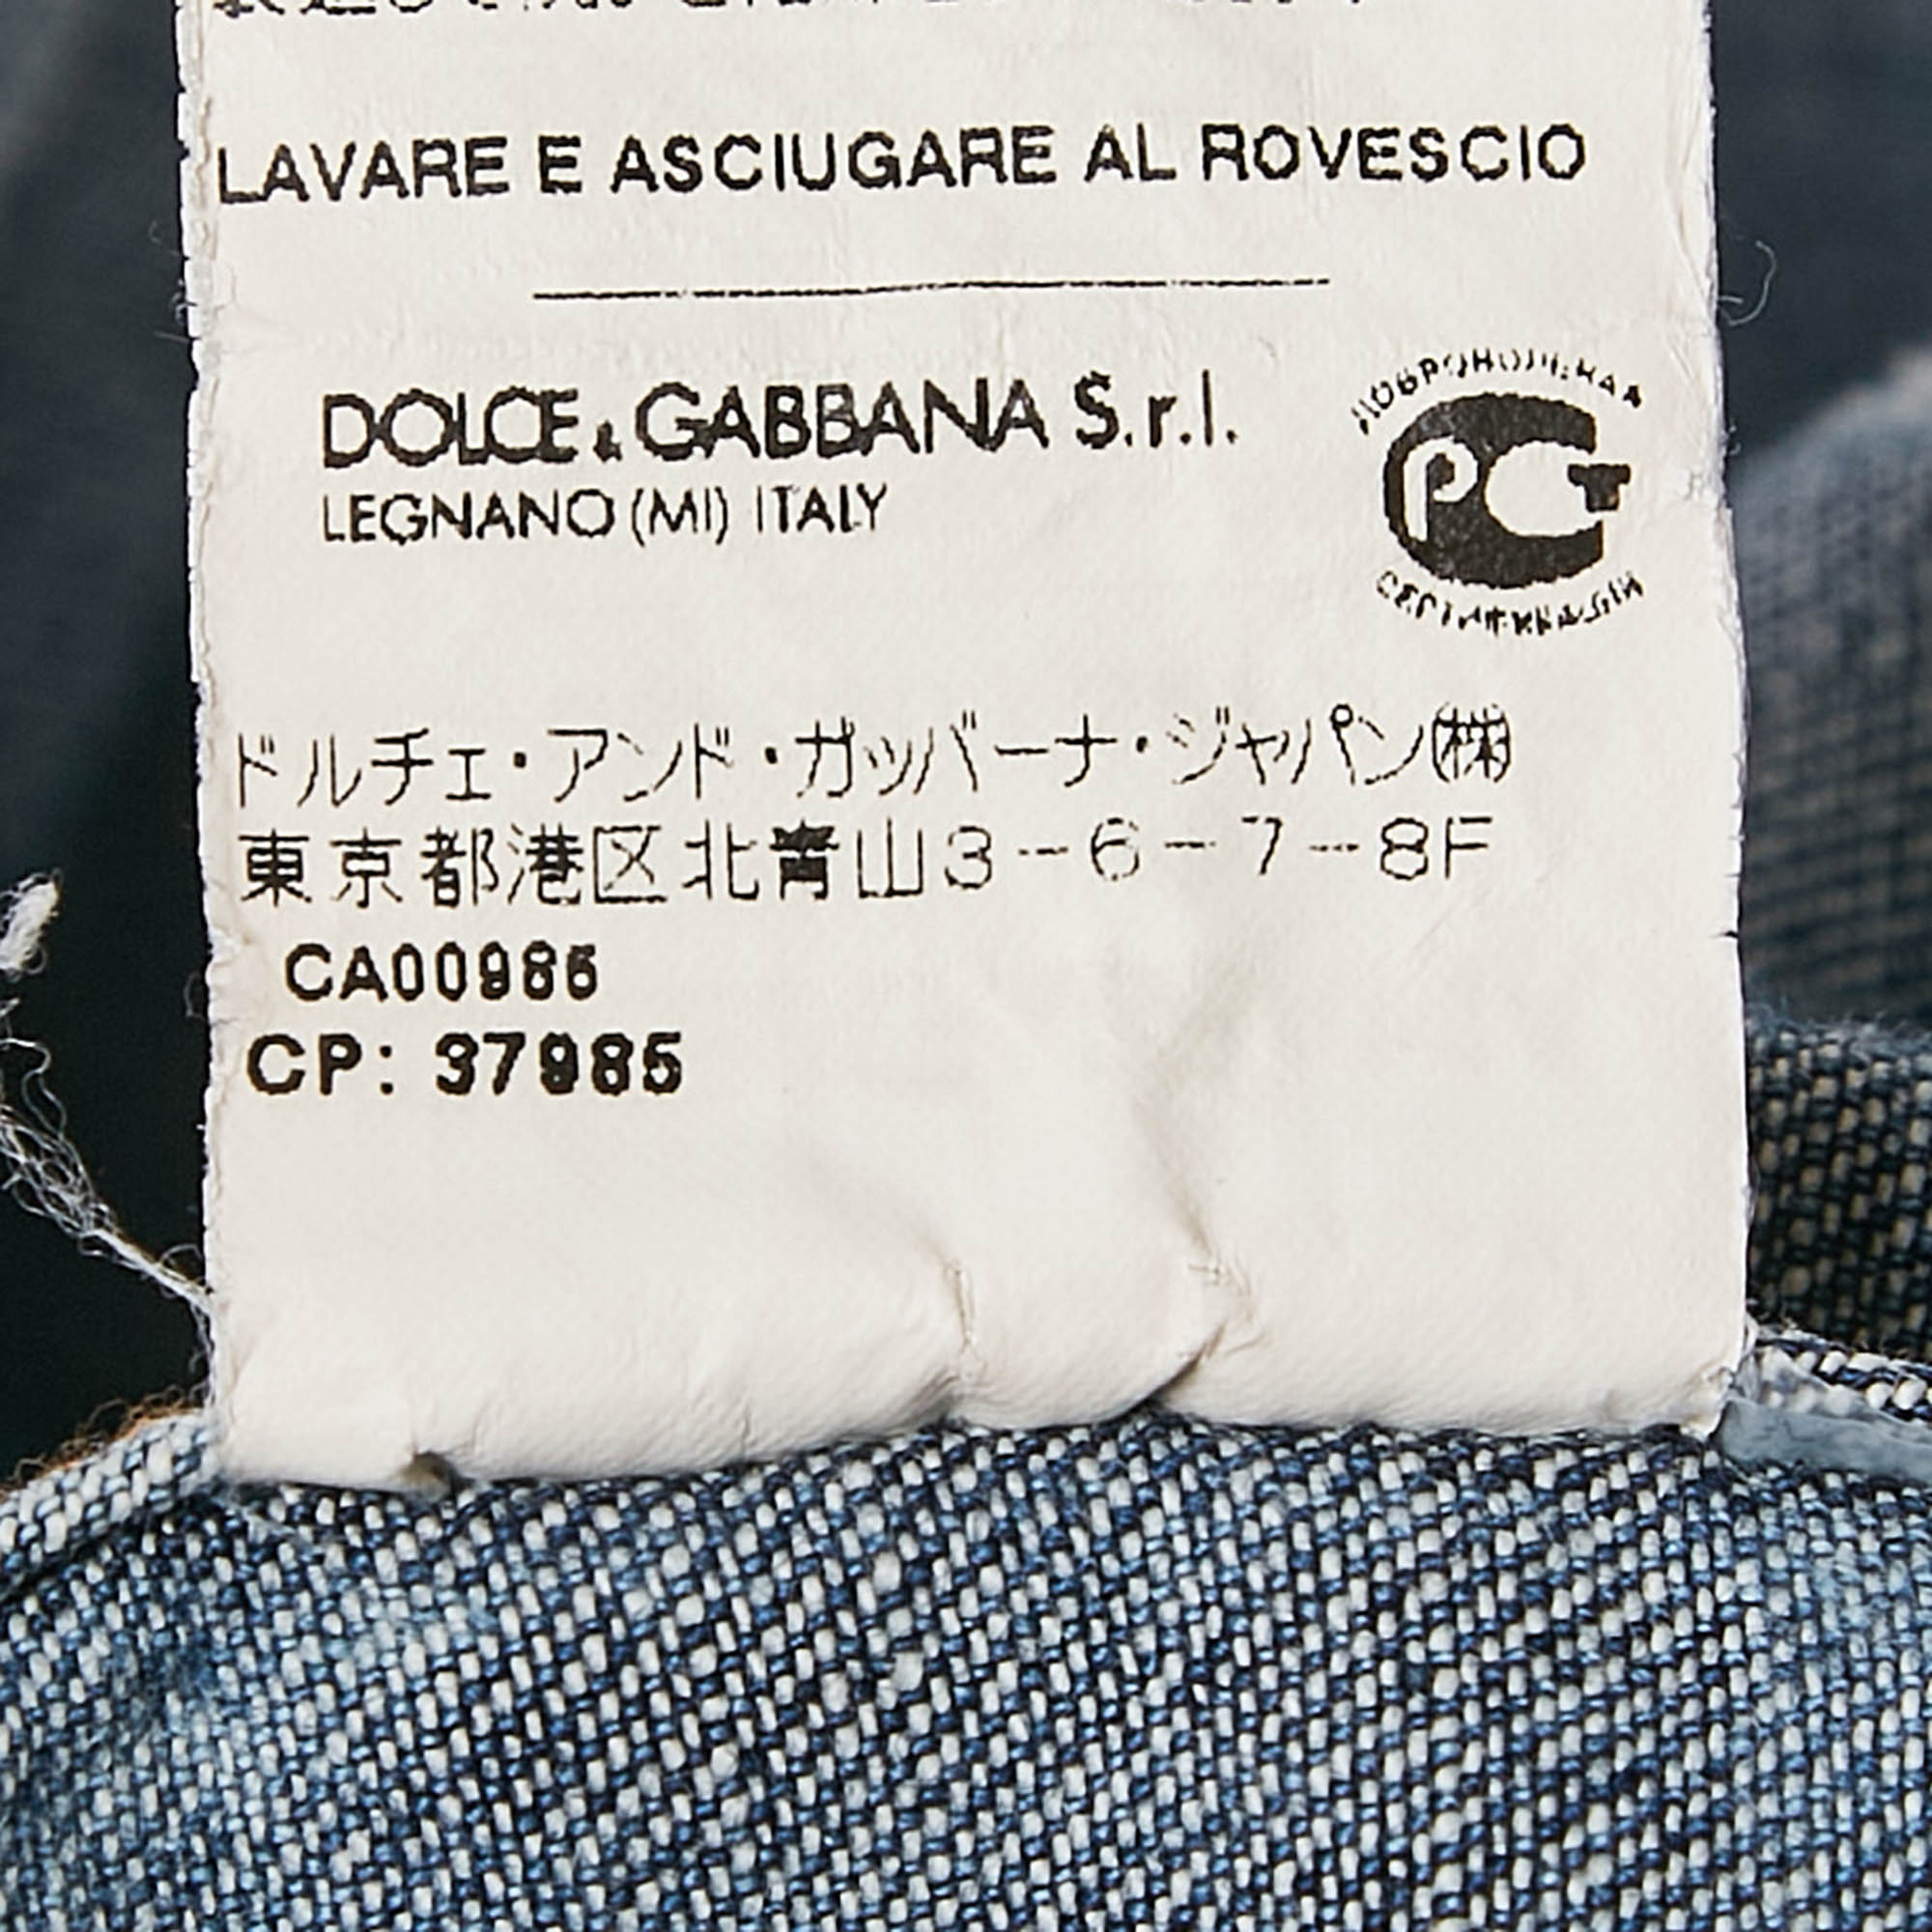 LAVARE E ASCIUGARE AL ROVESCIO
DOLCE & GABBANA S.r.l.
LEGNANO (MI) ITALY
PCT
ドルチェ・アンド・ガッバーナ・ジャパン㈱
東京都港区北青山3-6-7-8F
CA00985
CP: 37985